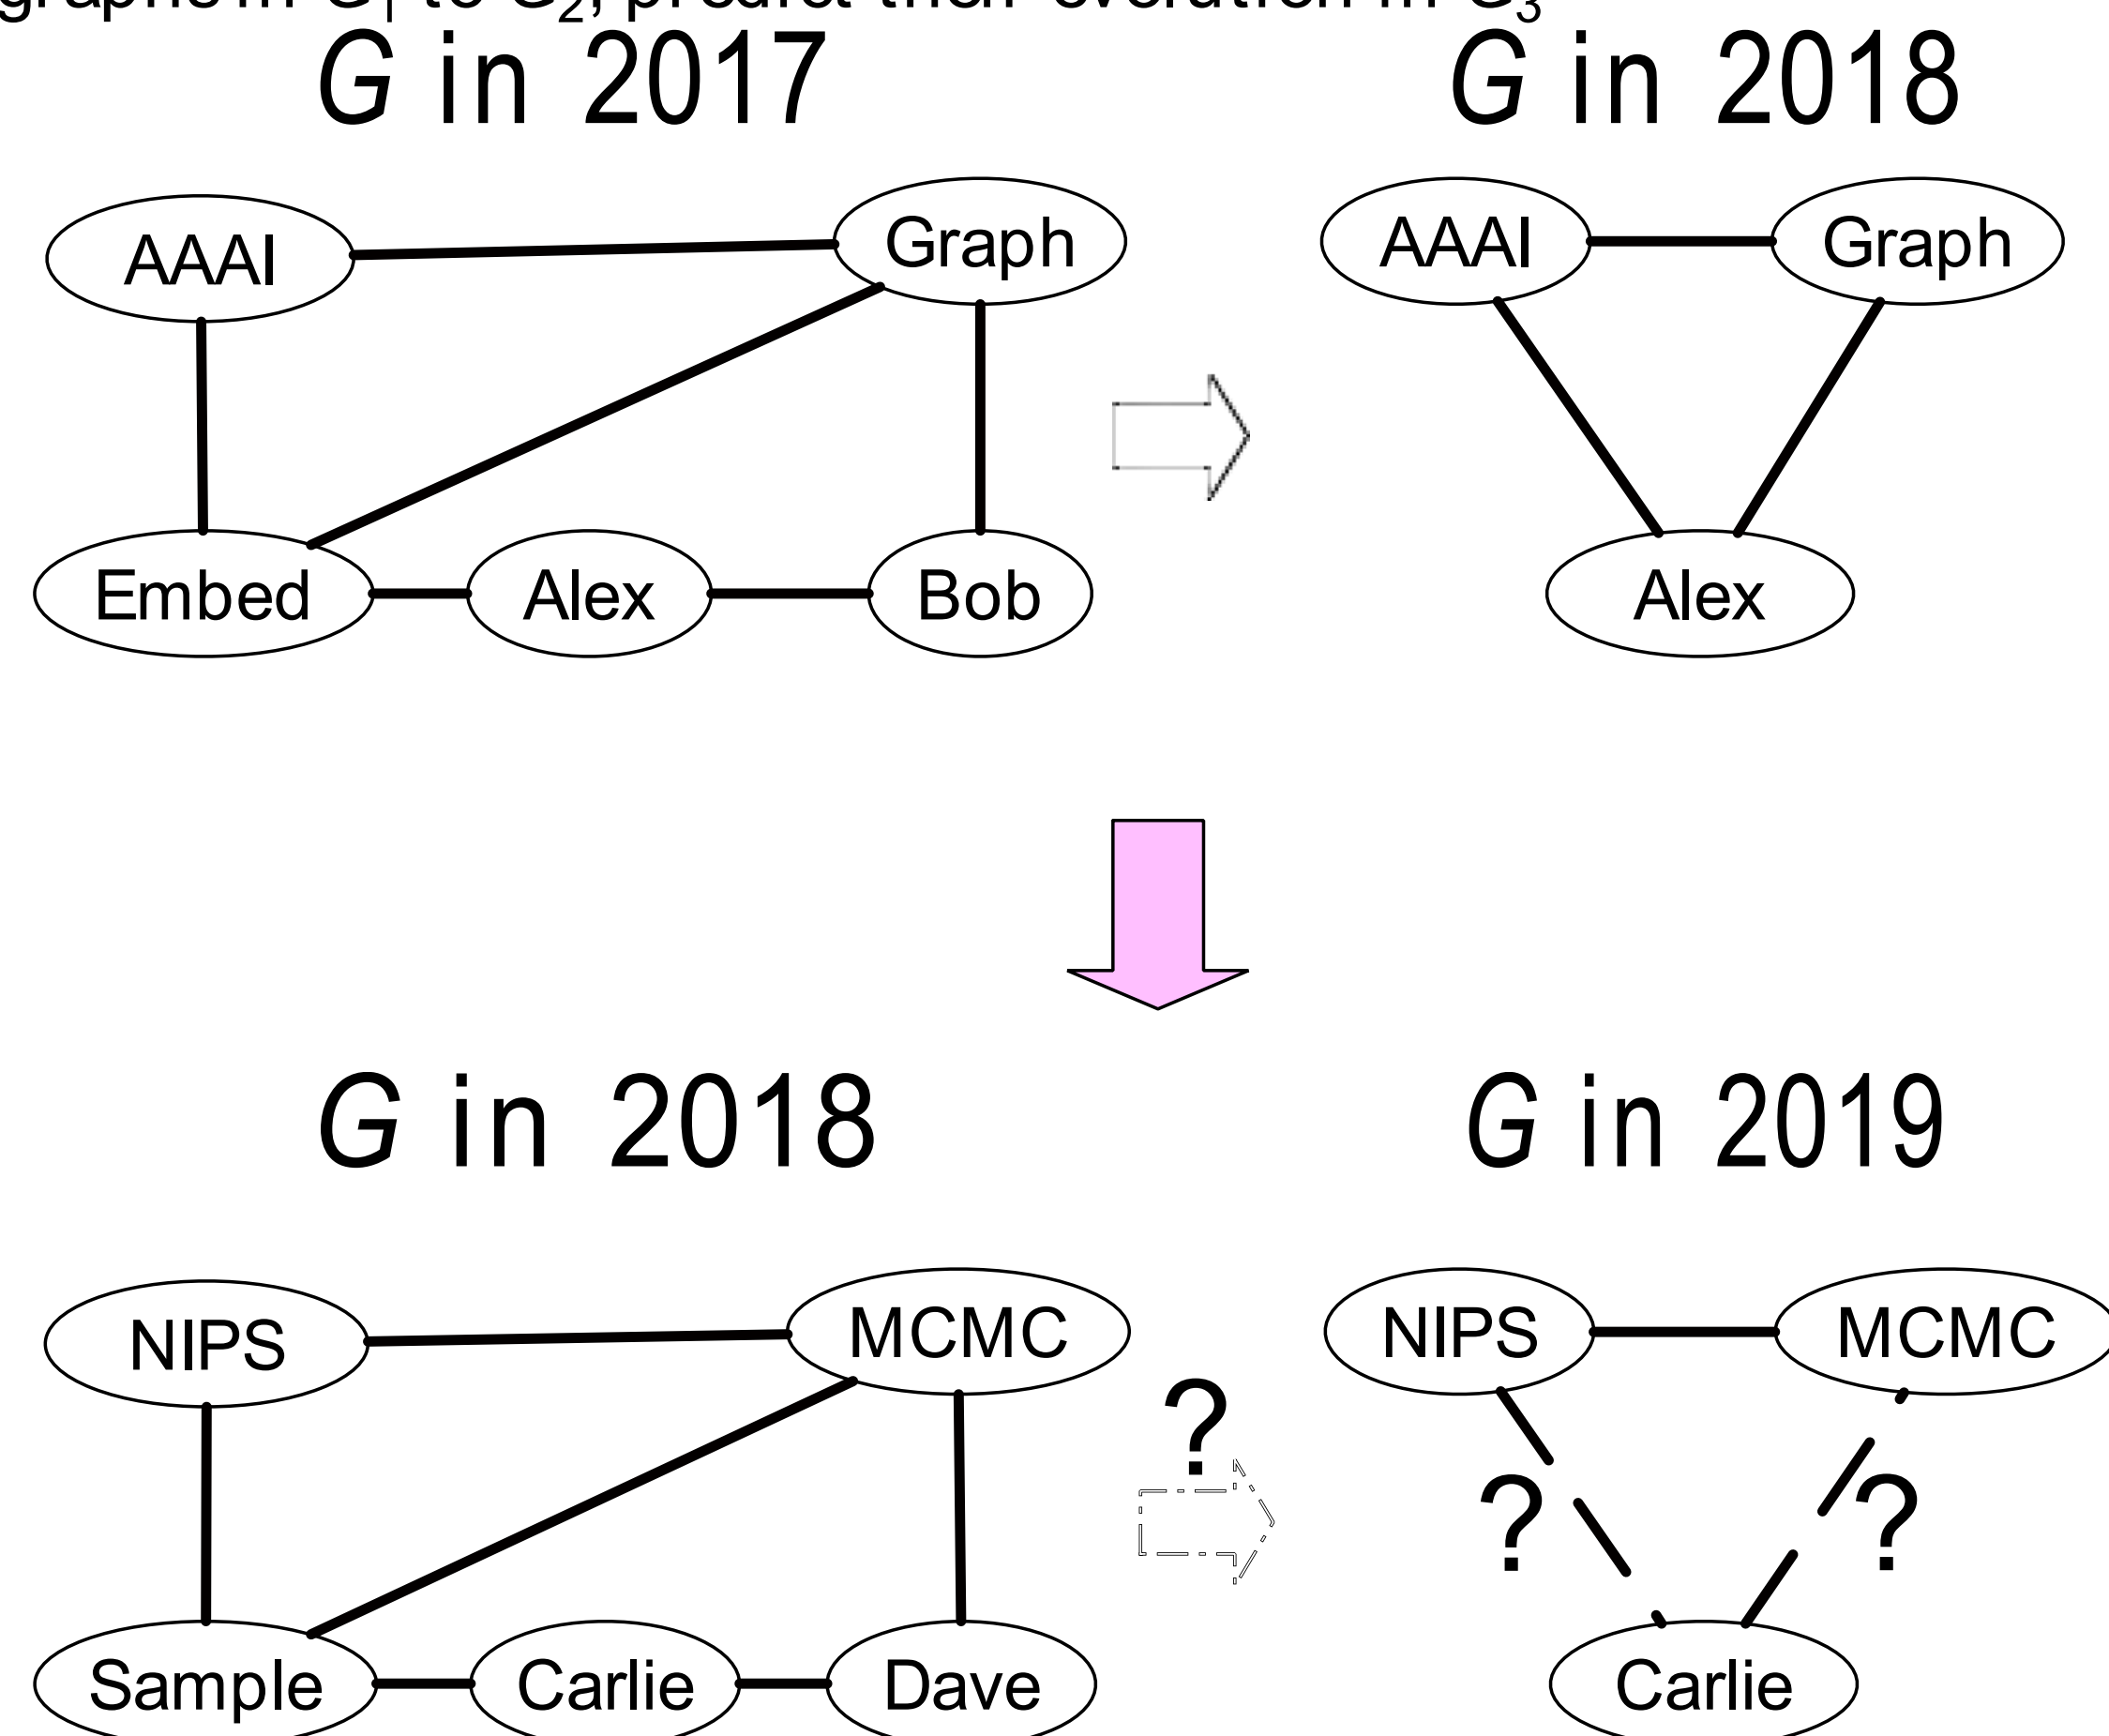 G in 2017
G in 2018
AAAI
Graph
AAAI
Graph
Embed
Alex
Bob
Alex
G in 2018
G in 2019
NIPS
MCMC
NIPS
MCMC
?
?
?
Sample
Carlie
Dave
Carlie